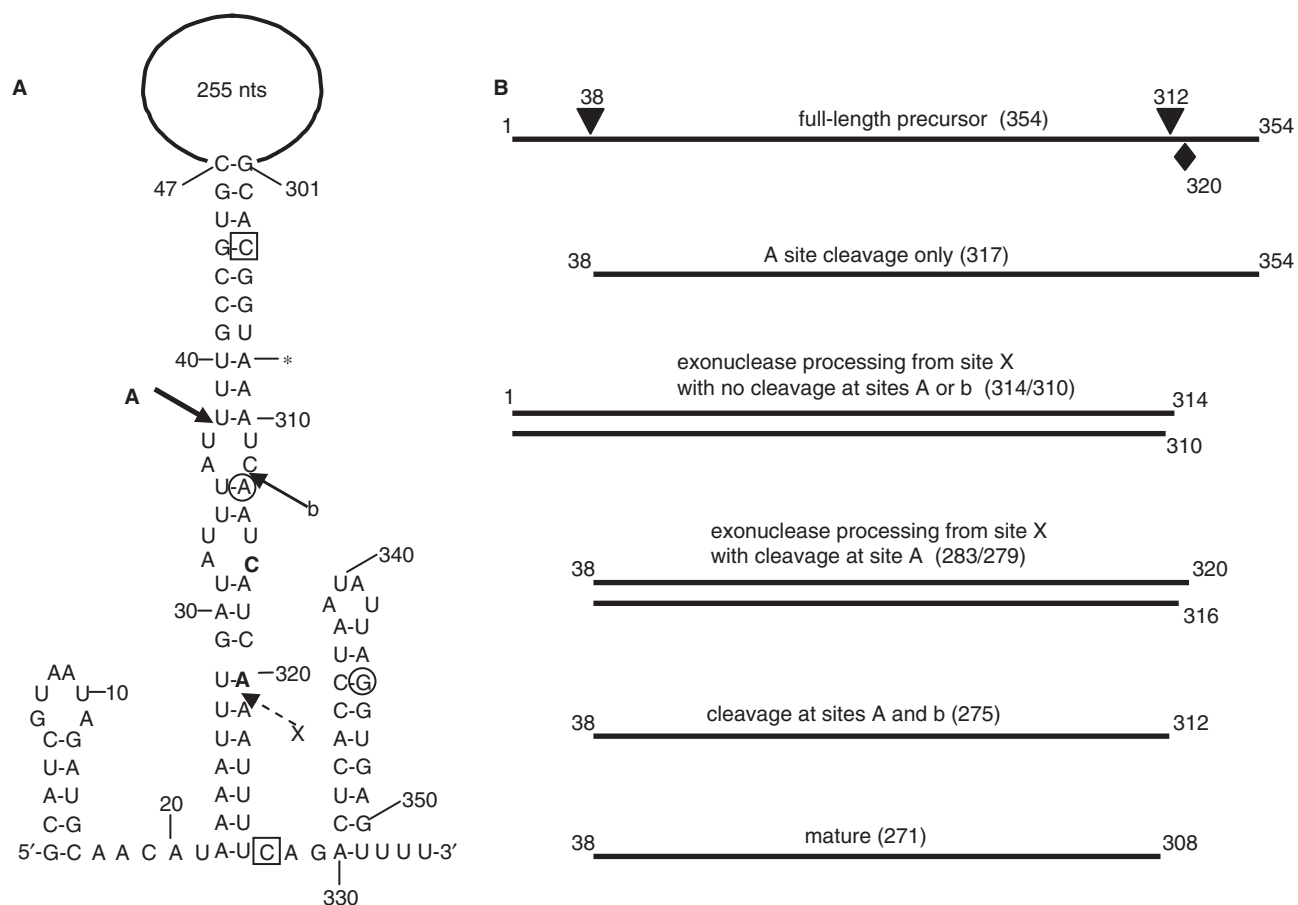 A
255 nts
C-G
47
301
G-C
U-A
G-C
C-G
C-G
G U
40
U-A
*
U-A
A
U-A
310
U U
A C
U-A
b
U-A
U U
A C
U-A
30
A-U
G-C
U-A
320
U-A
X
U-A
A-U
A-U
A-U
340
UA
A U
A-U
U-A
C-G
C-G
A-U
C-G
U-A
C-G
350
AA
U U
10
G A
C-G
U-A
A-U
C-G
20
5′-GC A A C A U A-U C A G A-U U U U-3′
330
B
38
312
1
full-length precursor (354)
354
320
38
A site cleavage only (317)
354
exonuclease processing from site X
with no cleavage at sites A or b (314/310)
1
314
310
exonuclease processing from site X
with cleavage at site A (283/279)
38
320
316
38
cleavage at sites A and b (275)
312
38
mature (271)
308